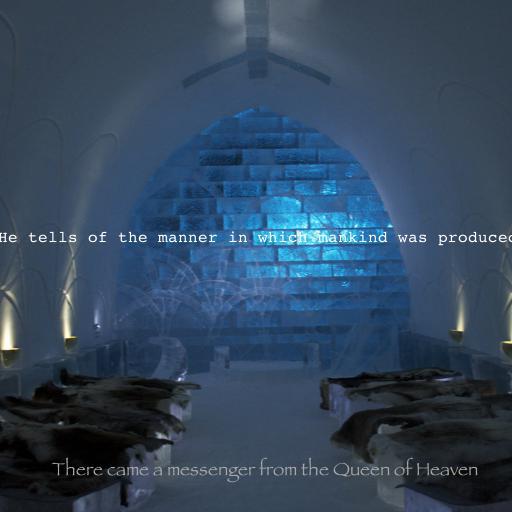 He tells of the manner in which mankind was produced
There came a messenger from the Queen of Heaven